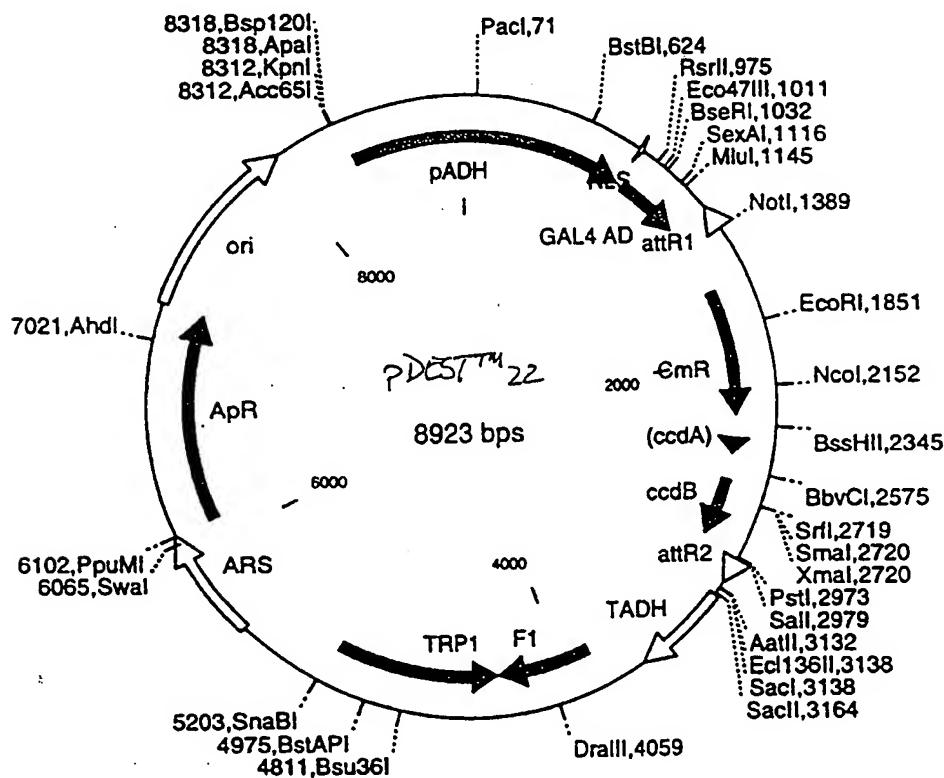 8318,Bsp120I
8318,ApaI
8312,KpnI
8312,Acc65I
PacI,71
BstBI,624
RsrII,975
Eco47III,1011
BseRI,1032
SexAI,1116
MluI,1145
NotI,1389
pADH
NLS
GAL4 AD
attR1
ori
8000
7021,AhdI
EcoRI,1851
pDEST™22
2000
CmR
NcoI,2152
ApR
8923 bps
(ccdA)
BssHII,2345
6000
ccdB
BbvCI,2575
SrfI,2719
SmaI,2720
XmaI,2720
attR2
6102,PpuMI
6065,SwaI
ARS
4000
TADH
PstI,2973
SalI,2979
AatII,3132
Ecl136II,3138
SacI,3138
SacII,3164
TRP1
F1
5203,SnaBI
4975,BstAPI
4811,Bsu36I
DraIII,4059